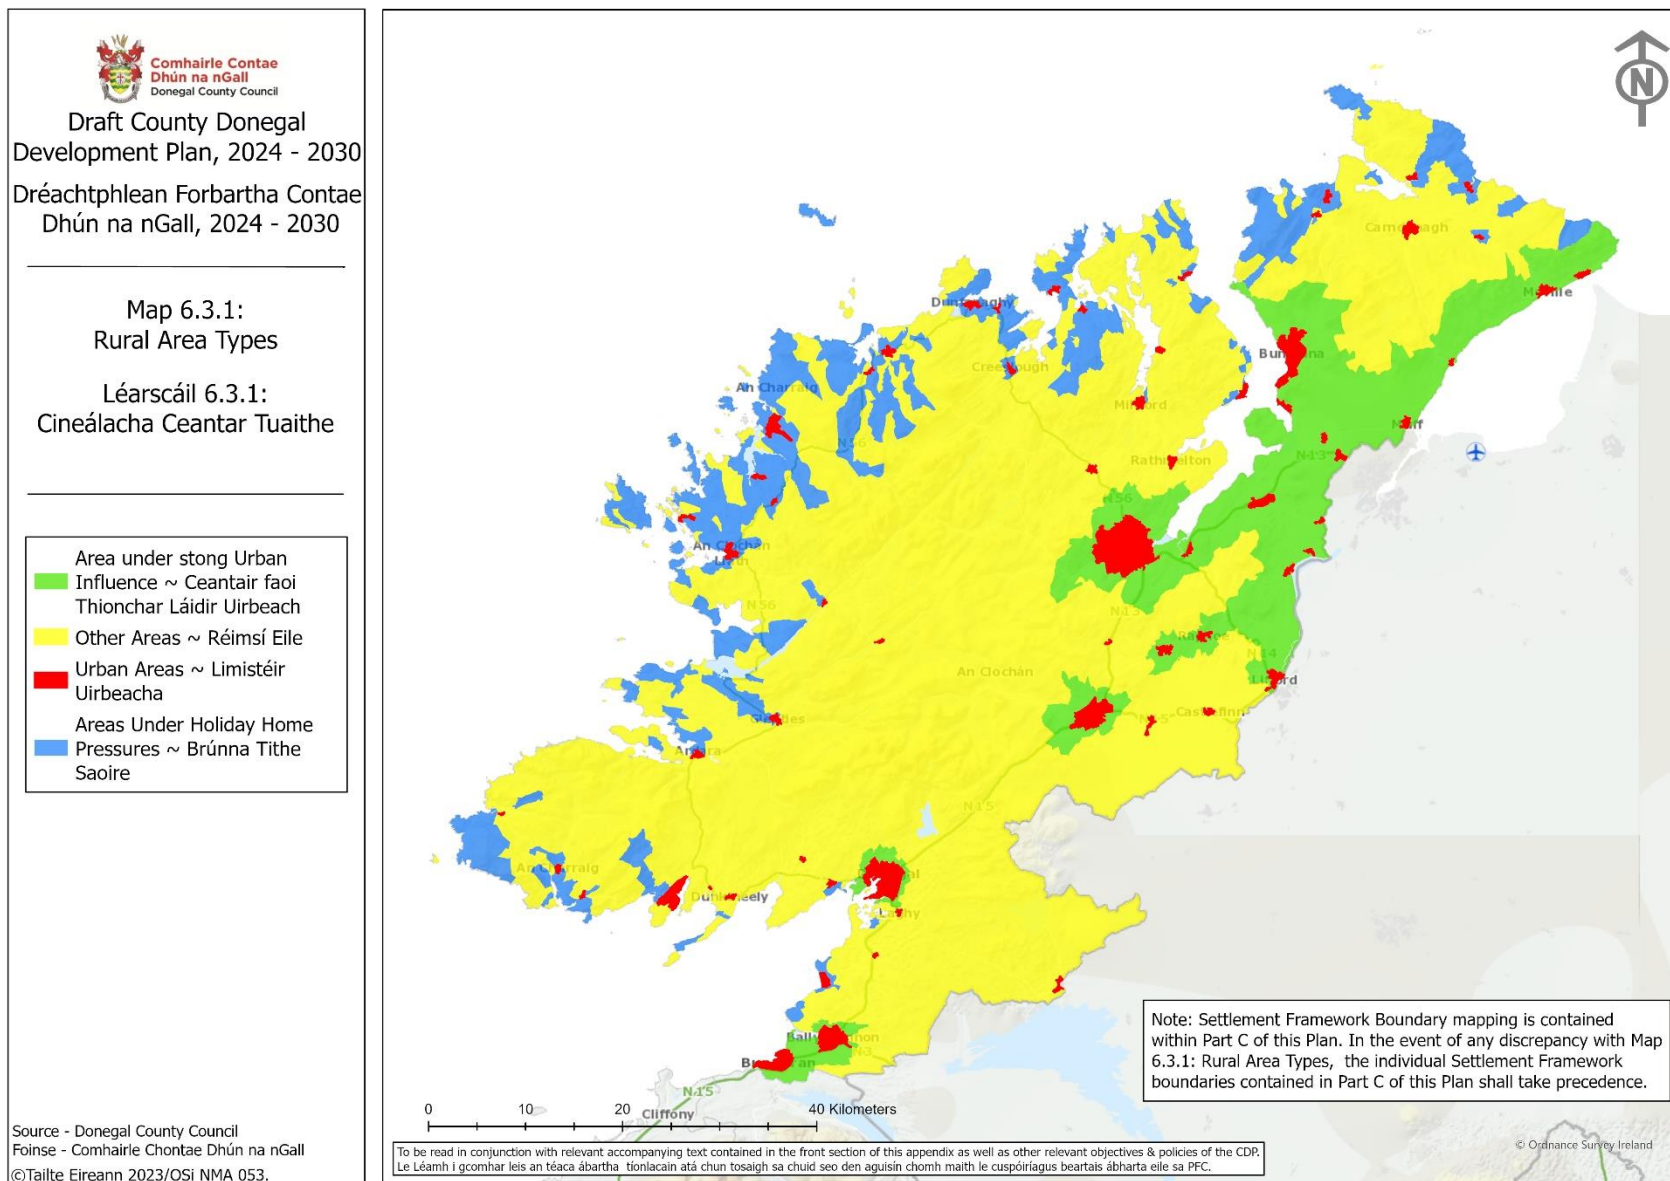 Comhairle Contae
Dhún na nGall
Donegal County Council
Draft County Donegal
Development Plan, 2024 - 2030
Dréachtphlean Forbartha Contae
Dhún na nGall, 2024 - 2030
Map 6.3.1:
Rural Area Types
Léarscáil 6.3.1:
Cineálacha Ceantar Tuaithe
Area under stong Urban
Influence ~ Ceantair faoi
Thionchar Láidir Uirbeach
Other Areas ~ Réimsí Eile
Urban Areas ~ Limistéir
Uirbeacha
Areas Under Holiday Home
Pressures ~ Brúnna Tithe
Saoire
Source - Donegal County Council
Foinse - Comhairle Chontae Dhún na nGall
©Tailte Eireann 2023/OSi NMA 053.
N
An Charraig
N56
An Clochán
N56
Creeslough
Milford
Rathmelton
N56
N13
Muff
N13
An Clochán
N14
Castlefinn
N15
N15
An Charraig
Laghy
N3
N15
Cliffony
0 10 20 40 Kilometers
Note: Settlement Framework Boundary mapping is contained
within Part C of this Plan. In the event of any discrepancy with Map
6.3.1: Rural Area Types, the individual Settlement Framework
boundaries contained in Part C of this Plan shall take precedence.
To be read in conjunction with relevant accompanying text contained in the front section of this appendix as well as other relevant objectives & policies of the CDP.
Le Léamh i gcomhar leis an téaca ábartha tíonlacain atá chun tosaigh sa chuid seo den aguisín chomh maith le cuspóiríagus beartais ábharta eile sa PFC.
© Ordnance Survey Ireland